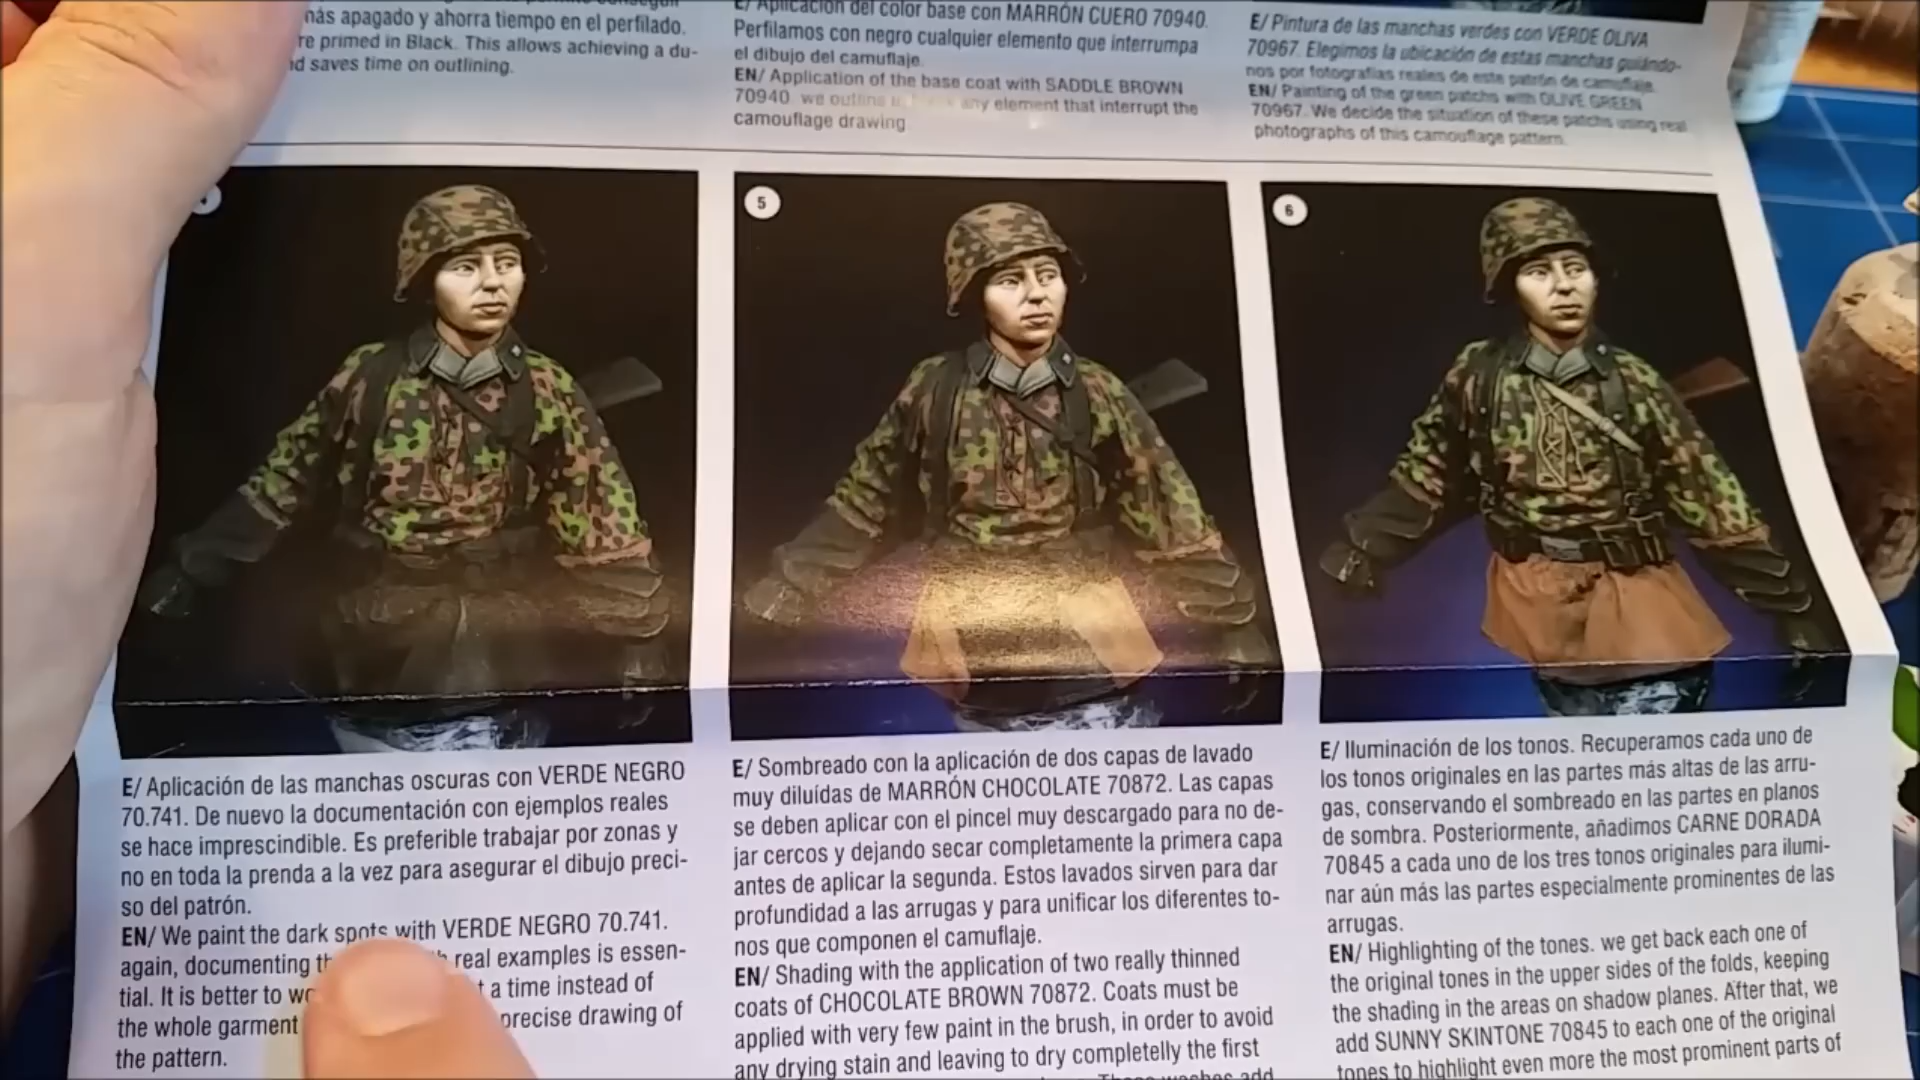 más apagado y ahorra tiempo en el perfilado.
re primed in Black. This allows achieving a du-
nd saves time on outlining.
E/ Aplicación del color base con MARRÓN CUERO 70940.
Perfilamos con negro cualquier elemento que interrumpa
el dibujo del camuflaje.
EN/ Application of the base coat with SADDLE BROWN
70940. we outline any element that interrupt the
camouflage drawing
E/ Pintura de las manchas verdes con VERDE OLIVA
70967. Elegimos la ubicación de estas manchas guiándo-
nos por fotografías reales de este patrón de camuflaje.
EN/ Painting of the green patchs with OLIVE GREEN
70967. We decide the situation of these patchs using real
photographs of this camouflage pattern.
E/ Aplicación de las manchas oscuras con VERDE NEGRO
70.741. De nuevo la documentación con ejemplos reales
se hace imprescindible. Es preferible trabajar por zonas y
no en toda la prenda a la vez para asegurar el dibujo preci-
so del patrón.
EN/ We paint the dark spots with VERDE NEGRO 70.741.
again, documenting real examples is essen-
tial. It is better to a time instead of
the whole garment precise drawing of
the pattern.
5
E/ Sombreado con la aplicación de dos capas de lavado
muy diluídas de MARRÓN CHOCOLATE 70872. Las capas
se deben aplicar con el pincel muy descargado para no de-
jar cercos y dejando secar completamente la primera capa
antes de aplicar la segunda. Estos lavados sirven para dar
profundidad a las arrugas y para unificar los diferentes to-
nos que componen el camuflaje.
EN/ Shading with the application of two really thinned
coats of CHOCOLATE BROWN 70872. Coats must be
applied with very few paint in the brush, in order to avoid
any drying stain and leaving to dry completelly the first
These washes add
6
E/ Iluminación de los tonos. Recuperamos cada uno de
los tonos originales en las partes más altas de las arru-
gas, conservando el sombreado en las partes en planos
de sombra. Posteriormente, añadimos CARNE DORADA
70845 a cada uno de los tres tonos originales para ilumi-
nar aún más las partes especialmente prominentes de las
arrugas.
EN/ Highlighting of the tones. we get back each one of
the original tones in the upper sides of the folds, keeping
the shading in the areas on shadow planes. After that, we
add SUNNY SKINTONE 70845 to each one of the original
tones to highlight even more the most prominent parts of